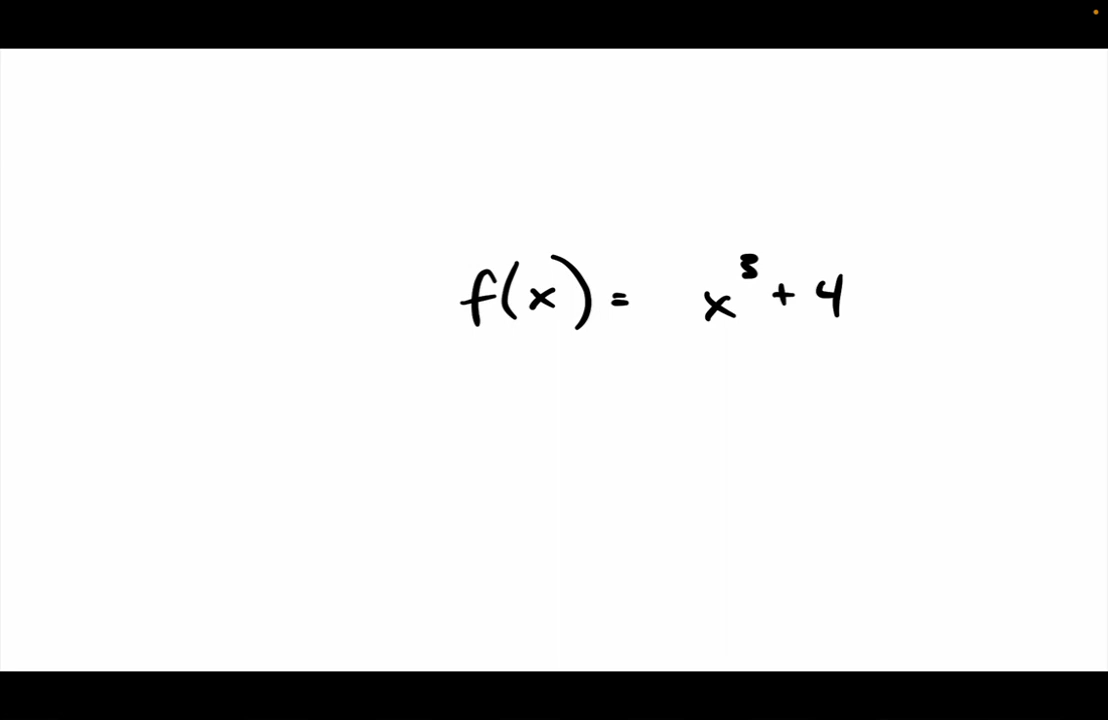 f(x) = x³ + 4